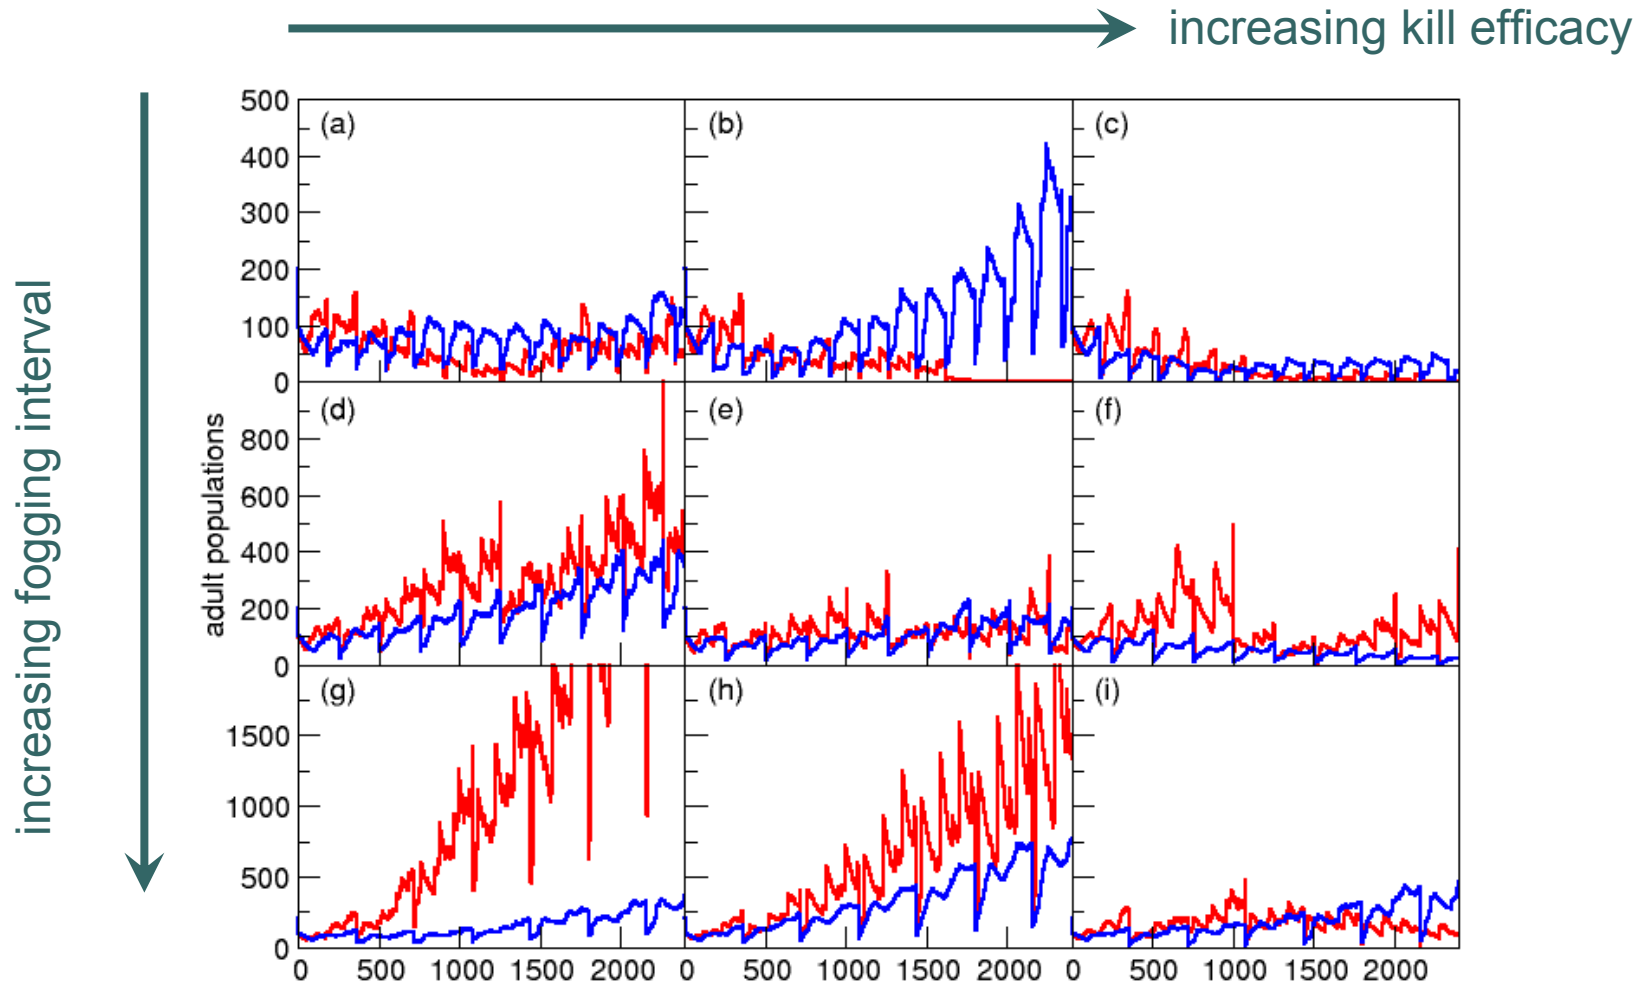 increasing kill efficacy
increasing fogging interval
adult populations
500
400
300
200
100
0
(a)
(b)
(c)
800
600
400
200
0
(d)
(e)
(f)
1500
1000
500
0
(g)
(h)
(i)
0 500 1000 1500 2000 0 500 1000 1500 2000 0 500 1000 1500 2000